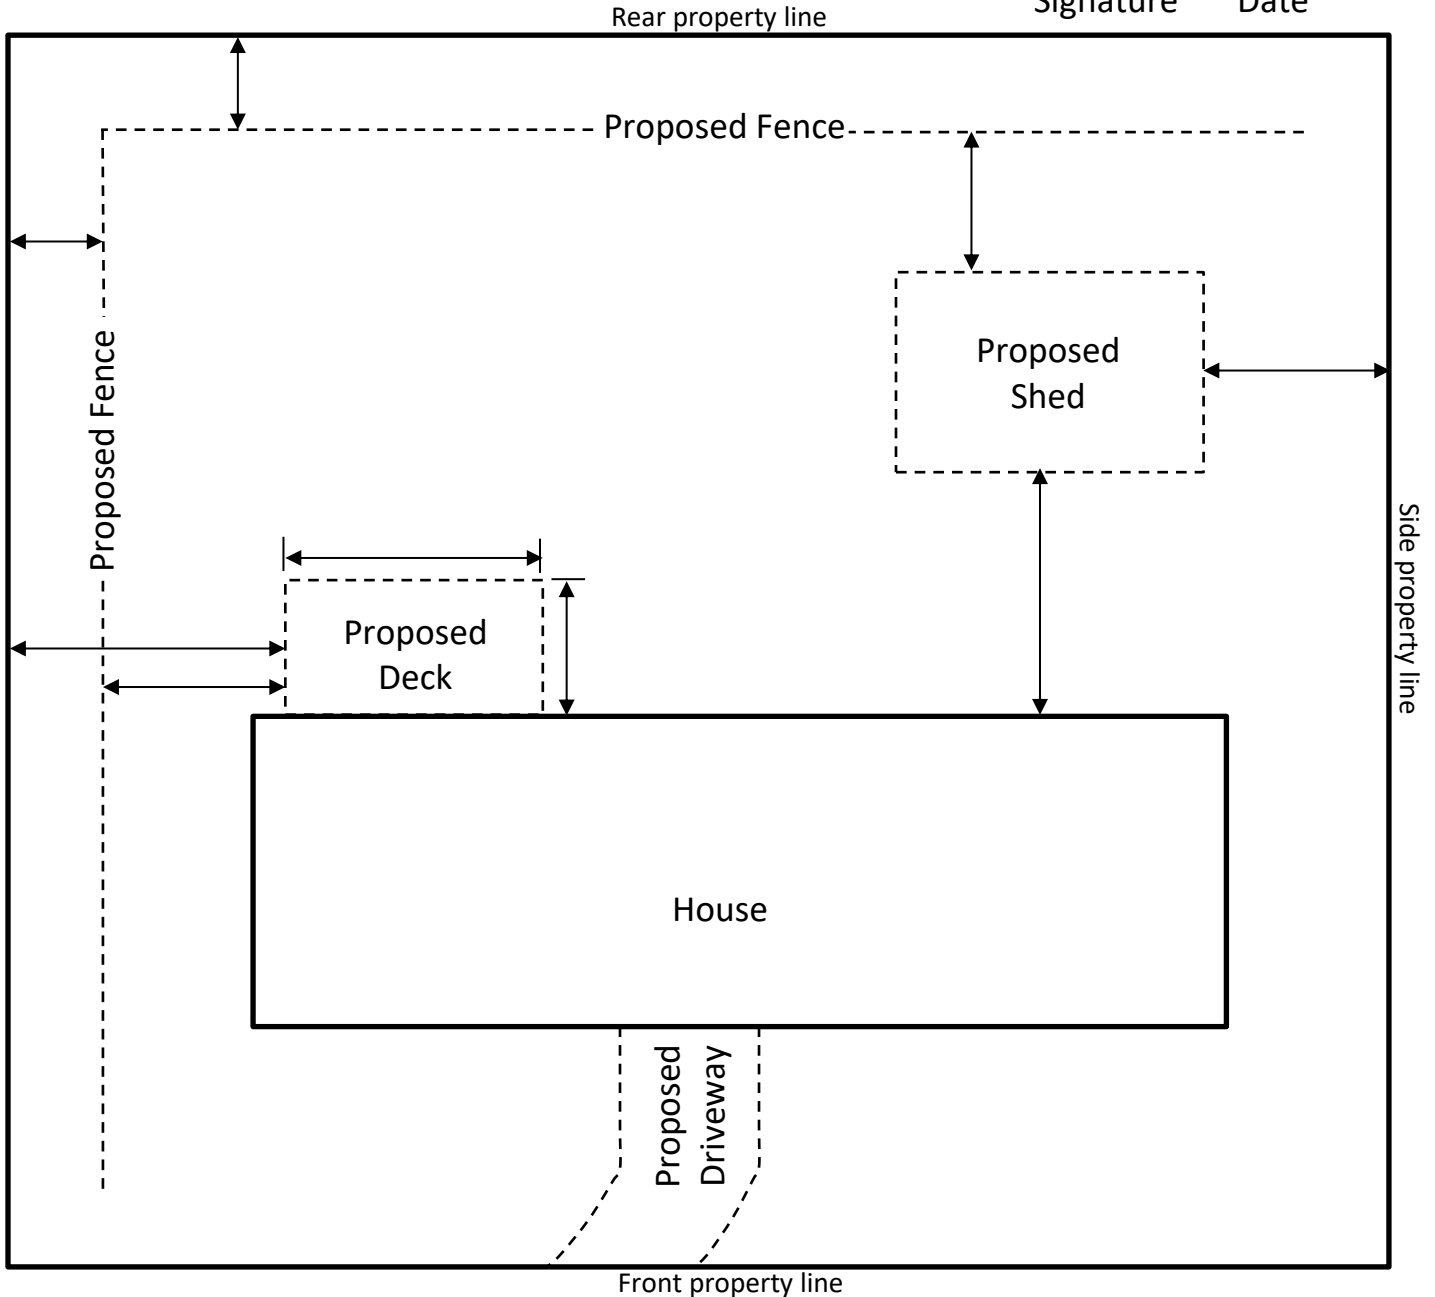 Signature Date
Rear property line
Proposed Fence
Proposed
Shed
Proposed Fence
Side property line
Proposed
Deck
House
Proposed
Driveway
Front property line